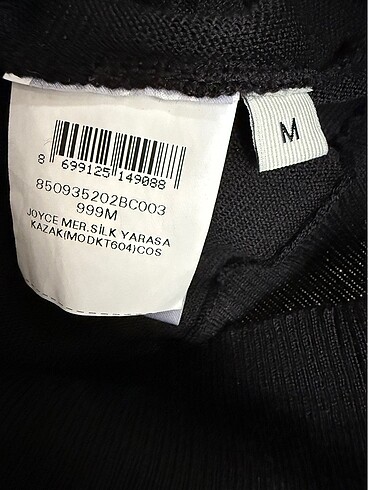 8 699125 149088
850935202BC003
999M
JOYCE MER.SİLK YARASA
KAZAK(MODKT604)COS
M